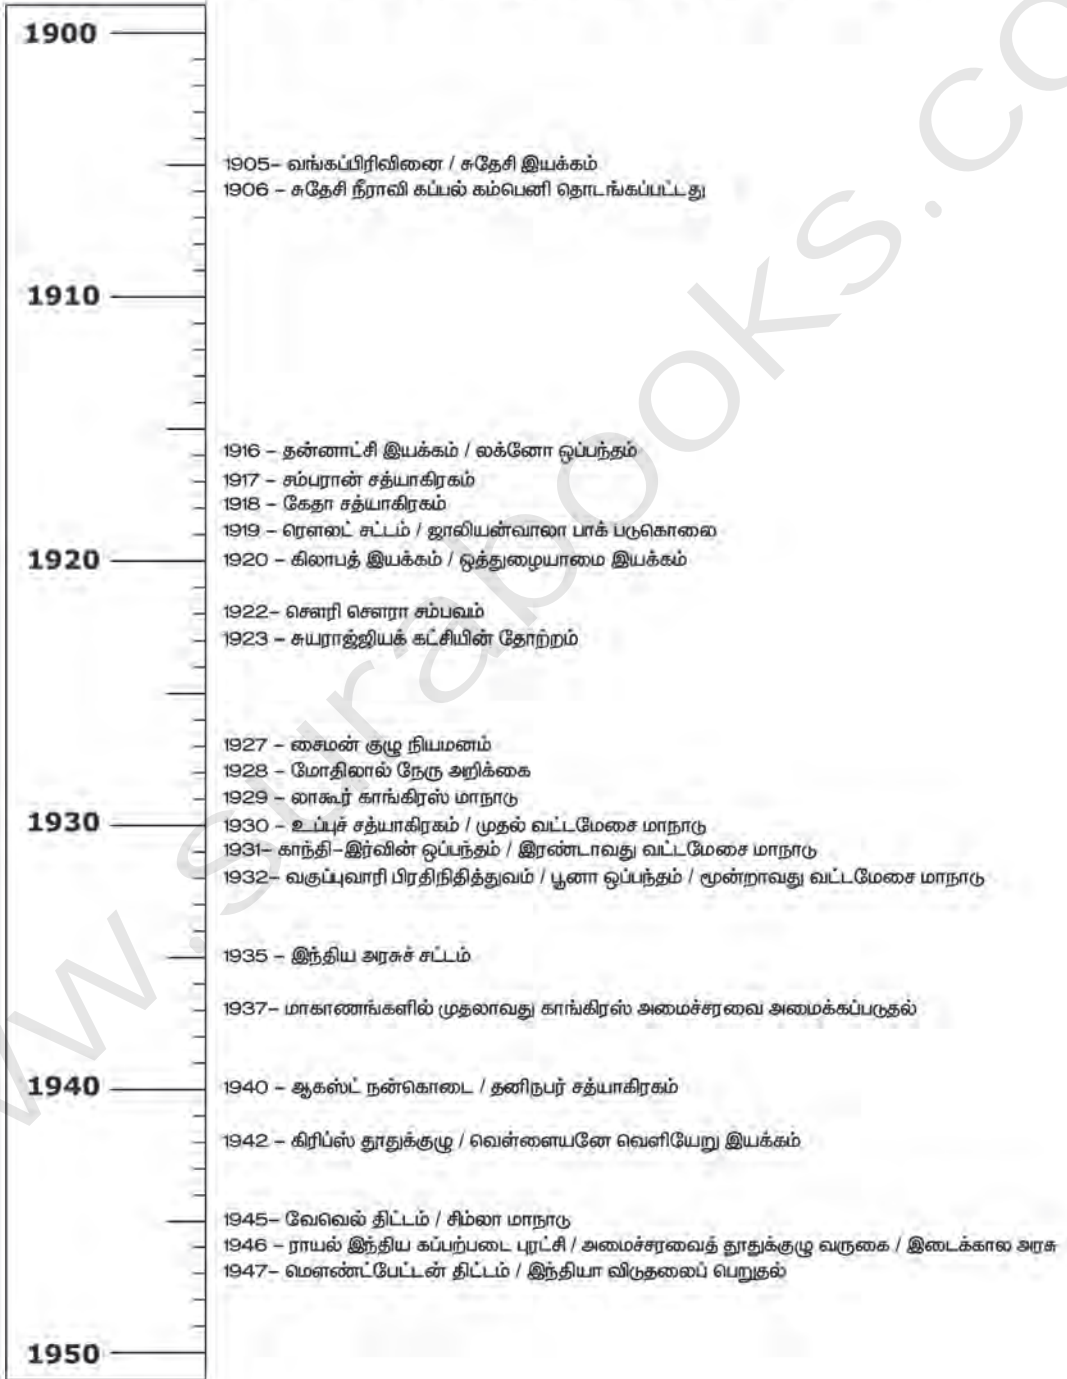 1900
1905– வங்கப்பிரிவினை / சுதேசி இயக்கம்
1906 – சுதேசி நீராவி கப்பல் கம்பெனி தொடங்கப்பட்டது
1910
1916 – தன்னாட்சி இயக்கம் / லக்னோ ஒப்பந்தம்
1917 – சம்பரான் சத்யாகிரகம்
1918 – கேதா சத்யாகிரகம்
1919 – ரௌலட் சட்டம் / ஜாலியன்வாலா பாக் படுகொலை
1920
1920 – கிலாபத் இயக்கம் / ஒத்துழையாமை இயக்கம்
1922– சௌரி சௌரா சம்பவம்
1923 – சுயராஜ்ஜியக் கட்சியின் தோற்றம்
1927 – சைமன் குழு நியமனம்
1928 – மோதிலால் நேரு அறிக்கை
1929 – லாகூர் காங்கிரஸ் மாநாடு
1930
1930 – உப்புச் சத்யாகிரகம் / முதல் வட்டமேசை மாநாடு
1931– காந்தி–இர்வின் ஒப்பந்தம் / இரண்டாவது வட்டமேசை மாநாடு
1932– வகுப்புவாரி பிரதிநிதித்துவம் / பூனா ஒப்பந்தம் / மூன்றாவது வட்டமேசை மாநாடு
1935 – இந்திய அரசுச் சட்டம்
1937– மாகாணங்களில் முதலாவது காங்கிரஸ் அமைச்சரவை அமைக்கப்படுதல்
1940
1940 – ஆகஸ்ட் நன்கொடை / தனிநபர் சத்யாகிரகம்
1942 – கிரிப்ஸ் தூதுக்குழு / வெள்ளையனே வெளியேறு இயக்கம்
1945– வேவெல் திட்டம் / சிம்லா மாநாடு
1946 – ராயல் இந்திய கப்பற்படை புரட்சி / அமைச்சரவைத் தூதுக்குழு வருகை / இடைக்கால அரசு
1947– மௌண்ட்பேட்டன் திட்டம் / இந்தியா விடுதலைப் பெறுதல்
1950
w.surabooks.co